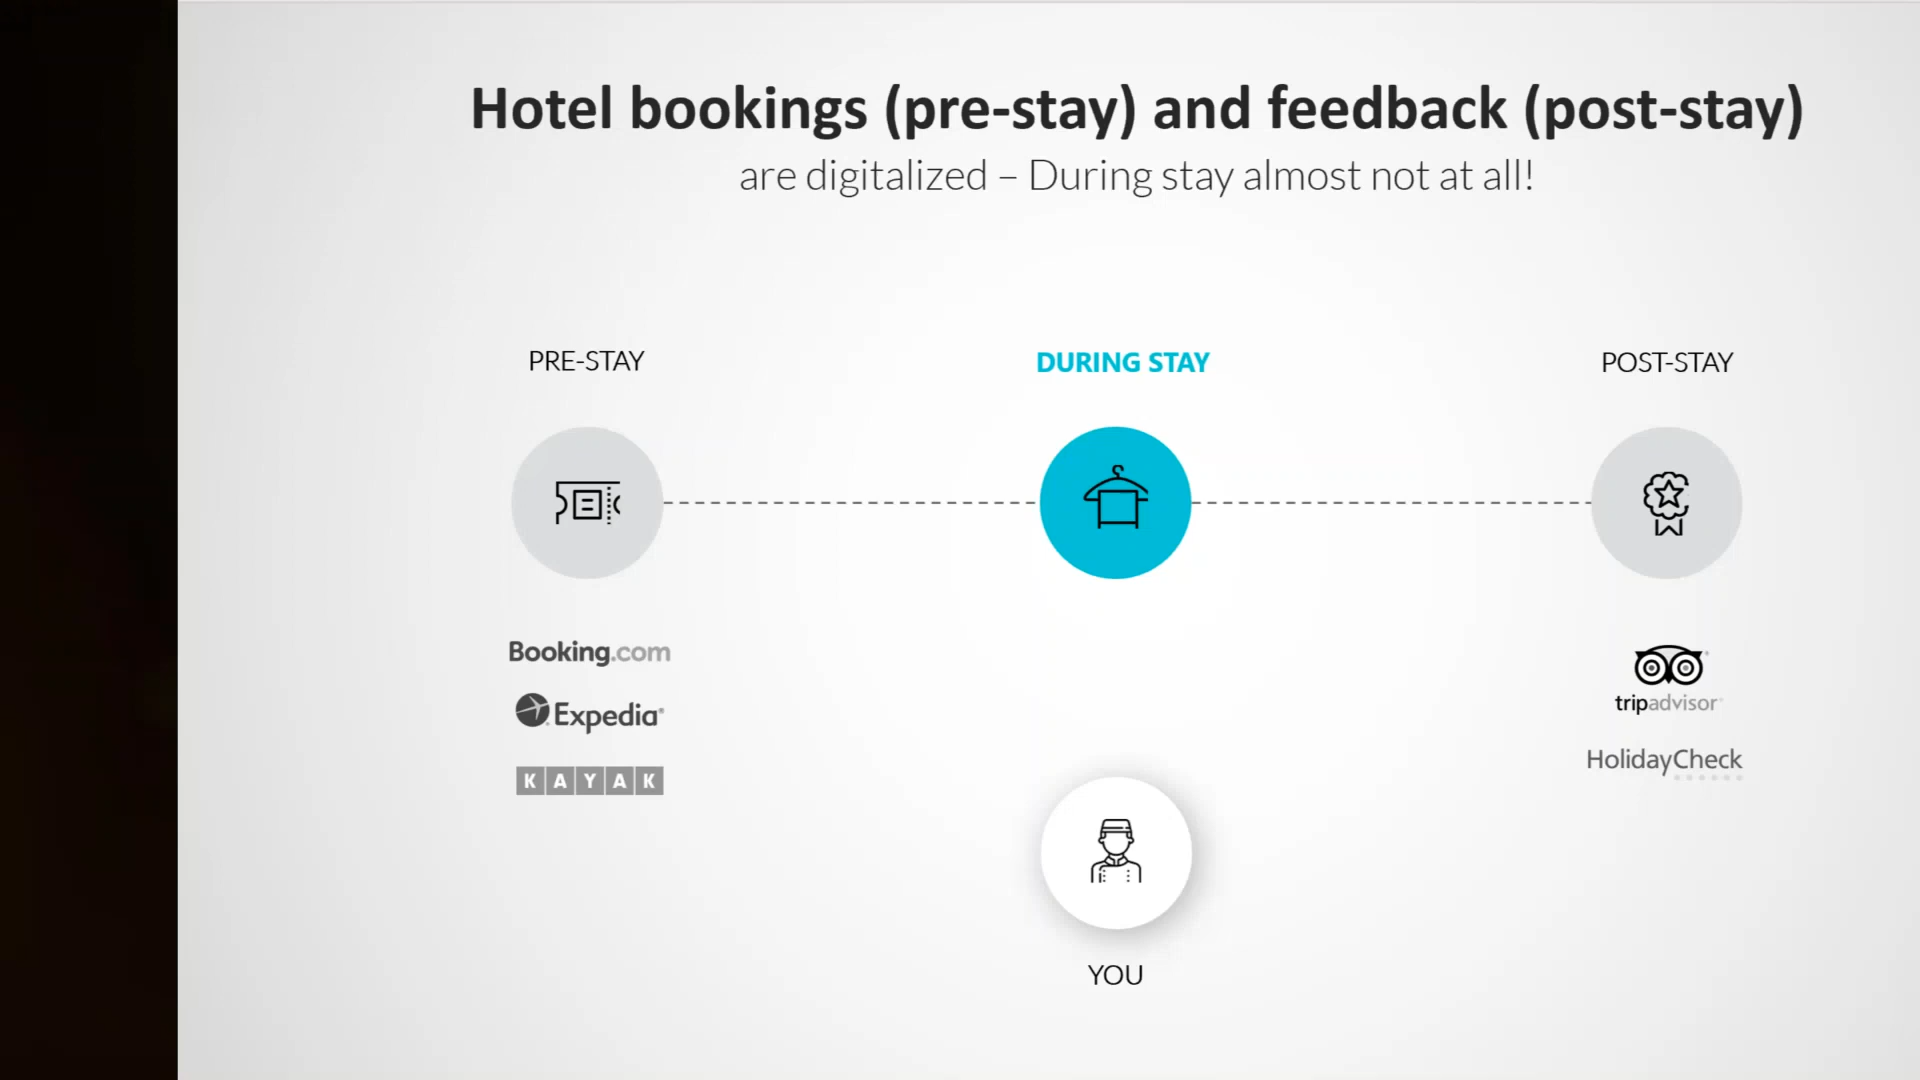 Hotel bookings (pre-stay) and feedback (post-stay)
are digitalized – During stay almost not at all!
PRE-STAY
DURING STAY
POST-STAY
Booking.com
Expedia®
KAYAK
tripadvisor
HolidayCheck
YOU